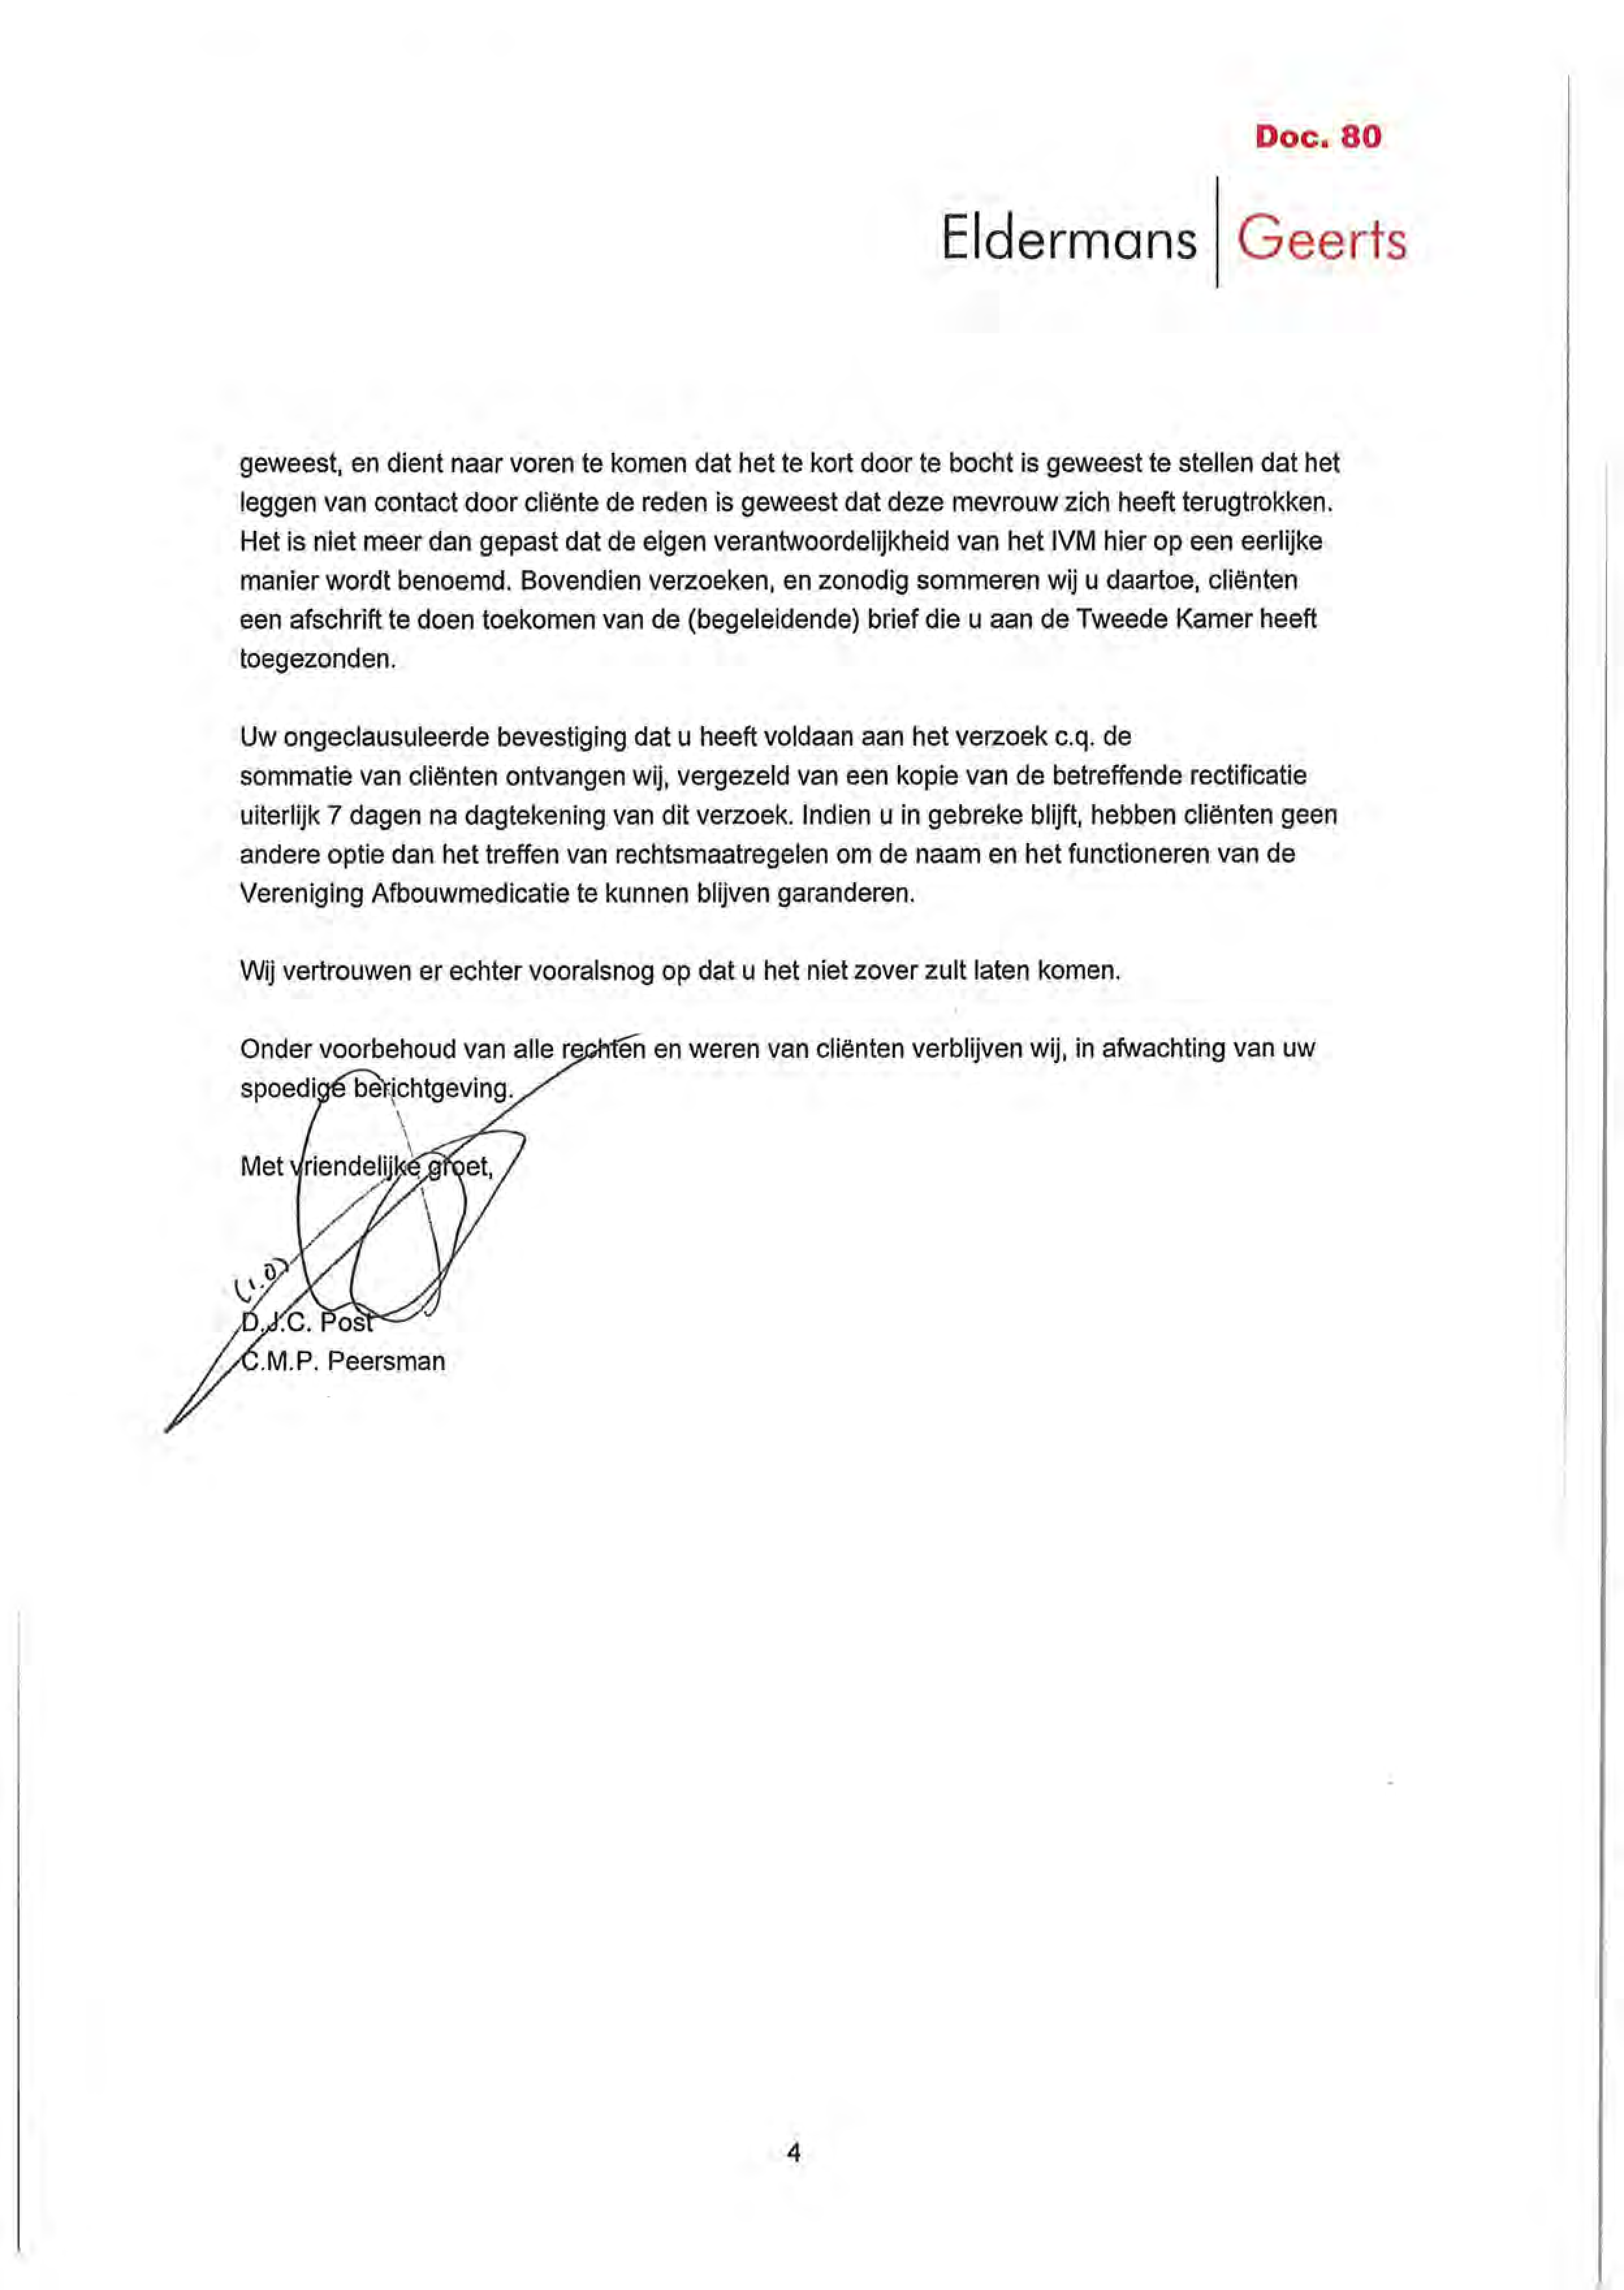 Doc. 80
Eldermans | Geerts
geweest, en dient naar voren te komen dat het te kort door te bocht is geweest te stellen dat het
leggen van contact door cliënte de reden is geweest dat deze mevrouw zich heeft terugtrokken.
Het is niet meer dan gepast dat de eigen verantwoordelijkheid van het IVM hier op een eerlijke
manier wordt benoemd. Bovendien verzoeken, en zonodig sommeren wij u daartoe, cliënten
een afschrift te doen toekomen van de (begeleidende) brief die u aan de Tweede Kamer heeft
toegezonden.
Uw ongeclausuleerde bevestiging dat u heeft voldaan aan het verzoek c.q. de
sommatie van cliënten ontvangen wij, vergezeld van een kopie van de betreffende rectificatie
uiterlijk 7 dagen na dagtekening van dit verzoek. Indien u in gebreke blijft, hebben cliënten geen
andere optie dan het treffen van rechtsmaatregelen om de naam en het functioneren van de
Vereniging Afbouwmedicatie te kunnen blijven garanderen.
Wij vertrouwen er echter vooralsnog op dat u het niet zover zult laten komen.
Onder voorbehoud van alle rechten en weren van cliënten verblijven wij, in afwachting van uw
spoedige berichtgeving.
Met vriendelijke groet,
(i.o)
D.J.C. Post
C.M.P. Peersman
4